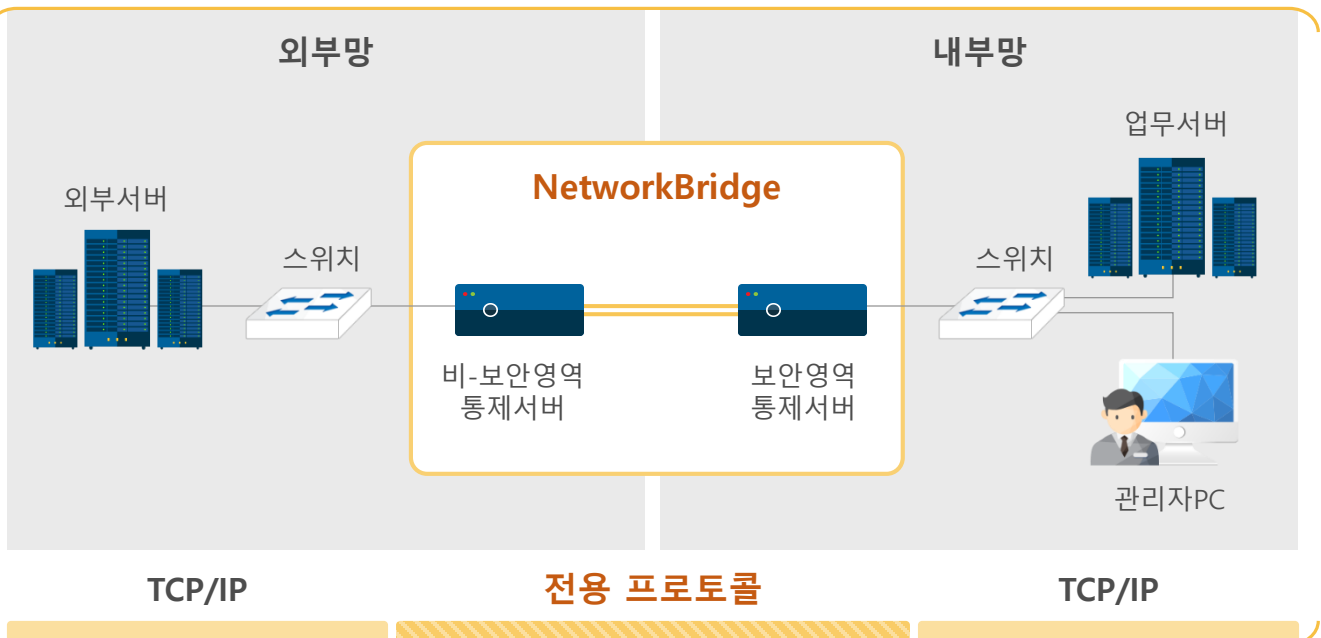 외부망
내부망
업무서버
NetworkBridge
외부서버
스위치
스위치
비-보안영역
통제서버
보안영역
통제서버
관리자PC
TCP/IP
전용 프로토콜
TCP/IP